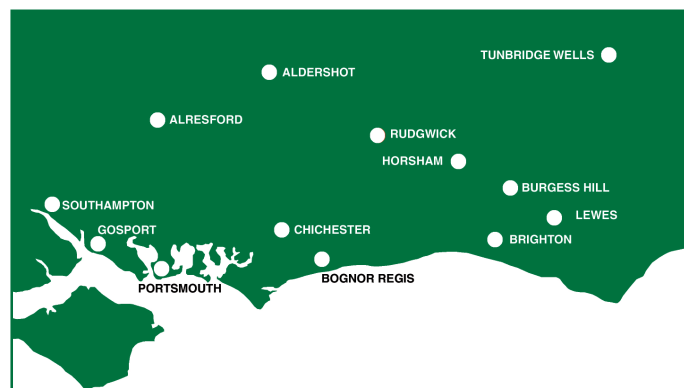 TUNBRIDGE WELLS
ALDERSHOT
ALRESFORD
RUDGWICK
HORSHAM
BURGESS HILL
SOUTHAMPTON
LEWES
GOSPORT
CHICHESTER
BRIGHTON
BOGNOR REGIS
PORTSMOUTH